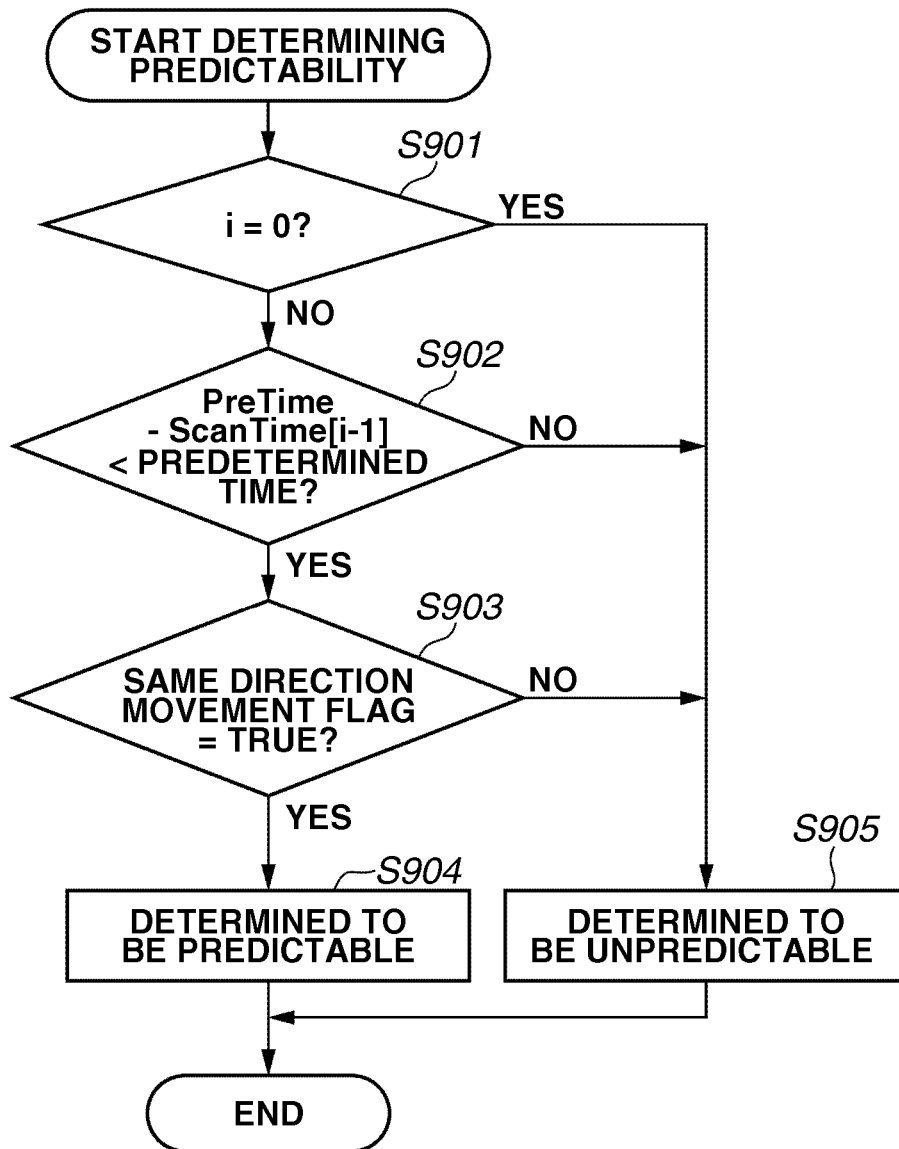 START DETERMINING
PREDICTABILITY
S901
i = 0?
YES
NO
S902
PreTime
- ScanTime[i-1]
< PREDETERMINED
TIME?
NO
YES
S903
SAME DIRECTION
MOVEMENT FLAG
= TRUE?
NO
YES
S904
S905
DETERMINED TO
BE PREDICTABLE
DETERMINED TO
BE UNPREDICTABLE
END